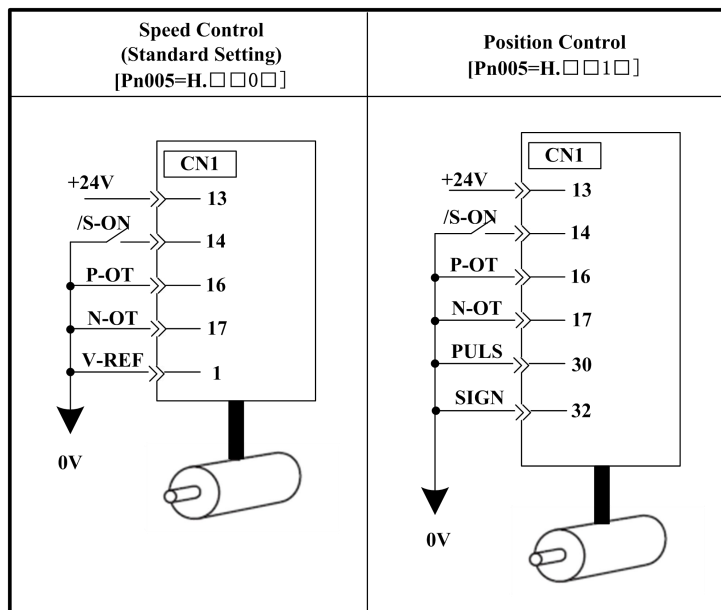 Speed Control
(Standard Setting)
[Pn005=H.□□0□]
Position Control
[Pn005=H.□□1□]
CN1
+24V
13
/S-ON
14
P-OT
16
N-OT
17
V-REF
1
0V
CN1
+24V
13
/S-ON
14
P-OT
16
N-OT
17
PULS
30
SIGN
32
0V